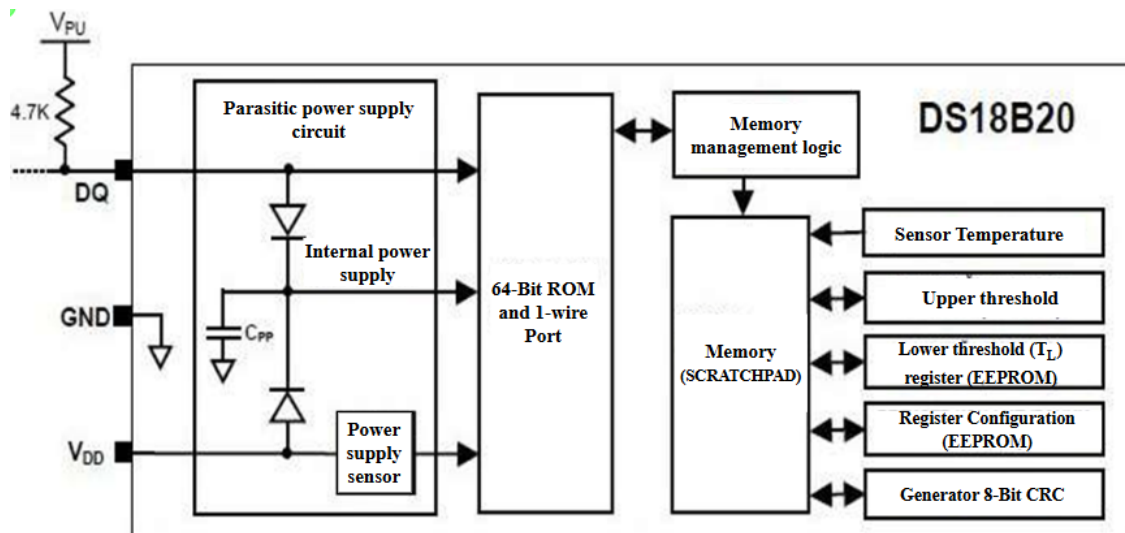 VPU
4.7K
DQ
GND
VDD
Parasitic power supply
circuit
Internal power
supply
CPP
Power
supply
sensor
64-Bit ROM
and 1-wire
Port
Memory
management logic
DS18B20
Memory
(SCRATCHPAD)
Sensor Temperature
Upper threshold
Lower threshold (TL)
register (EEPROM)
Register Configuration
(EEPROM)
Generator 8-Bit CRC